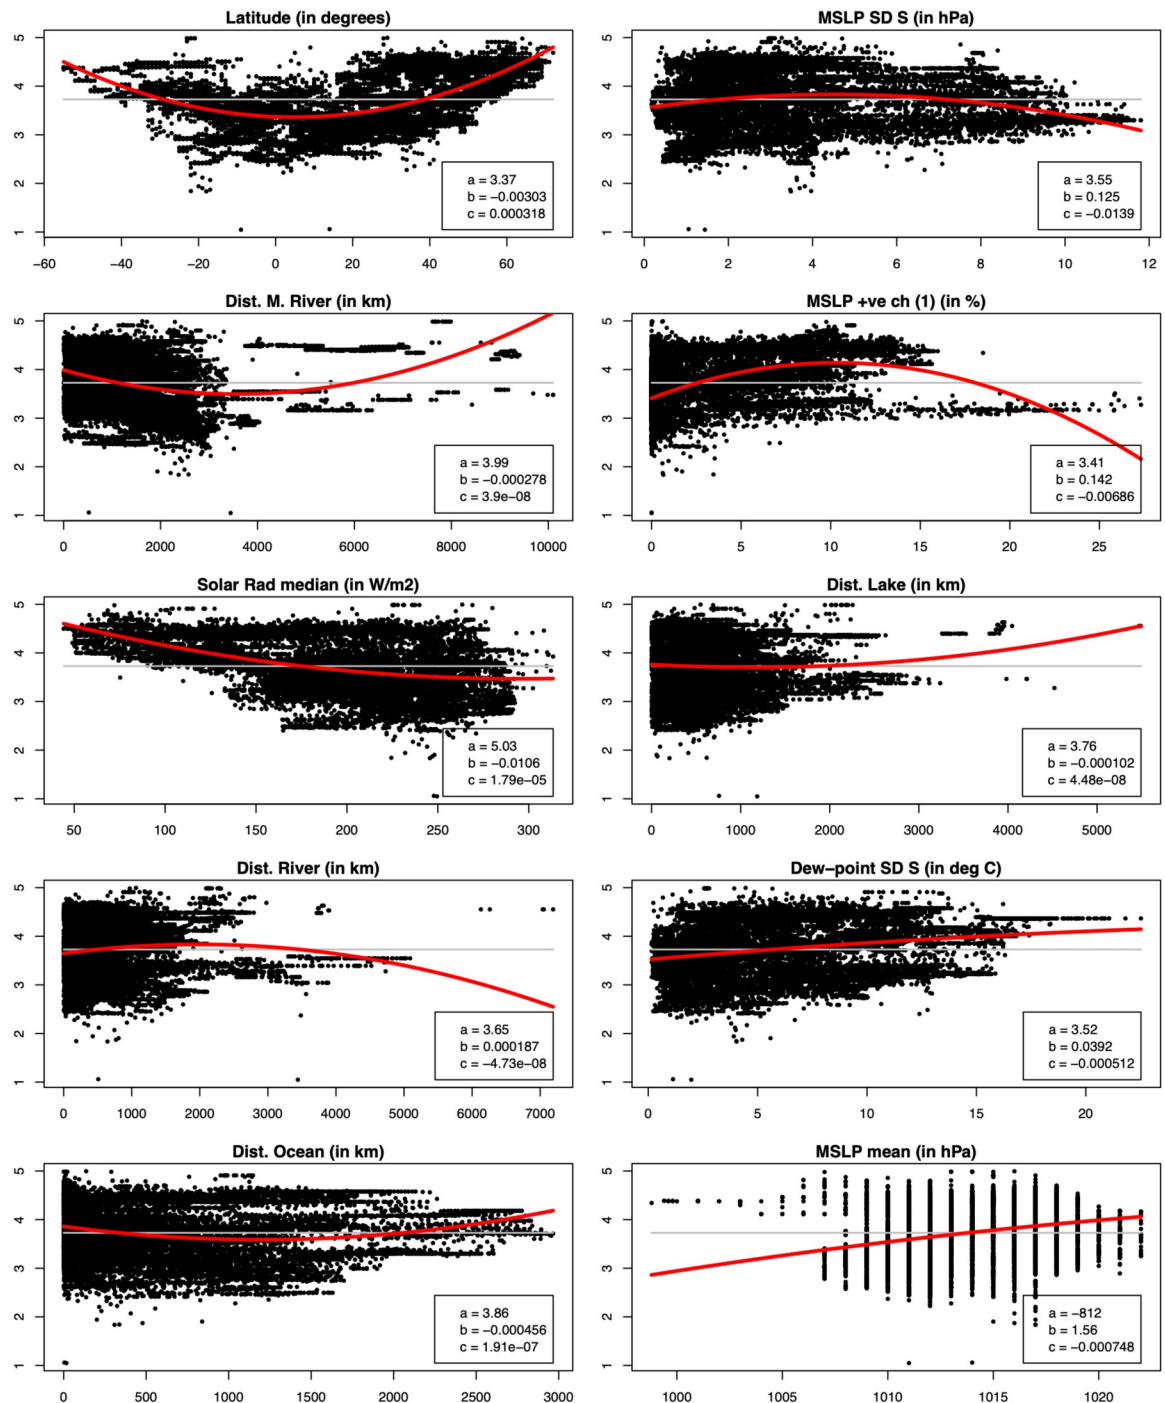 Latitude (in degrees)
5
4
3
2
1
a = 3.37
b = −0.00303
c = 0.000318
−60 −40 −20 0 20 40 60
MSLP SD S (in hPa)
5
4
3
2
1
a = 3.55
b = 0.125
c = −0.0139
0 2 4 6 8 10 12
Dist. M. River (in km)
5
4
3
2
1
a = 3.99
b = −0.000278
c = 3.9e−08
0 2000 4000 6000 8000 10000
MSLP +ve ch (1) (in %)
5
4
3
2
1
a = 3.41
b = 0.142
c = −0.00686
0 5 10 15 20 25
Solar Rad median (in W/m2)
5
4
3
2
1
a = 5.03
b = −0.0106
c = 1.79e−05
50 100 150 200 250 300
Dist. Lake (in km)
5
4
3
2
1
a = 3.76
b = −0.000102
c = 4.48e−08
0 1000 2000 3000 4000 5000
Dist. River (in km)
5
4
3
2
1
a = 3.65
b = 0.000187
c = −4.73e−08
0 1000 2000 3000 4000 5000 6000 7000
Dew−point SD S (in deg C)
5
4
3
2
1
a = 3.52
b = 0.0392
c = −0.000512
0 5 10 15 20
Dist. Ocean (in km)
5
4
3
2
1
a = 3.86
b = −0.000456
c = 1.91e−07
0 500 1000 1500 2000 2500 3000
MSLP mean (in hPa)
5
4
3
2
1
a = −812
b = 1.56
c = −0.000748
1000 1005 1010 1015 1020